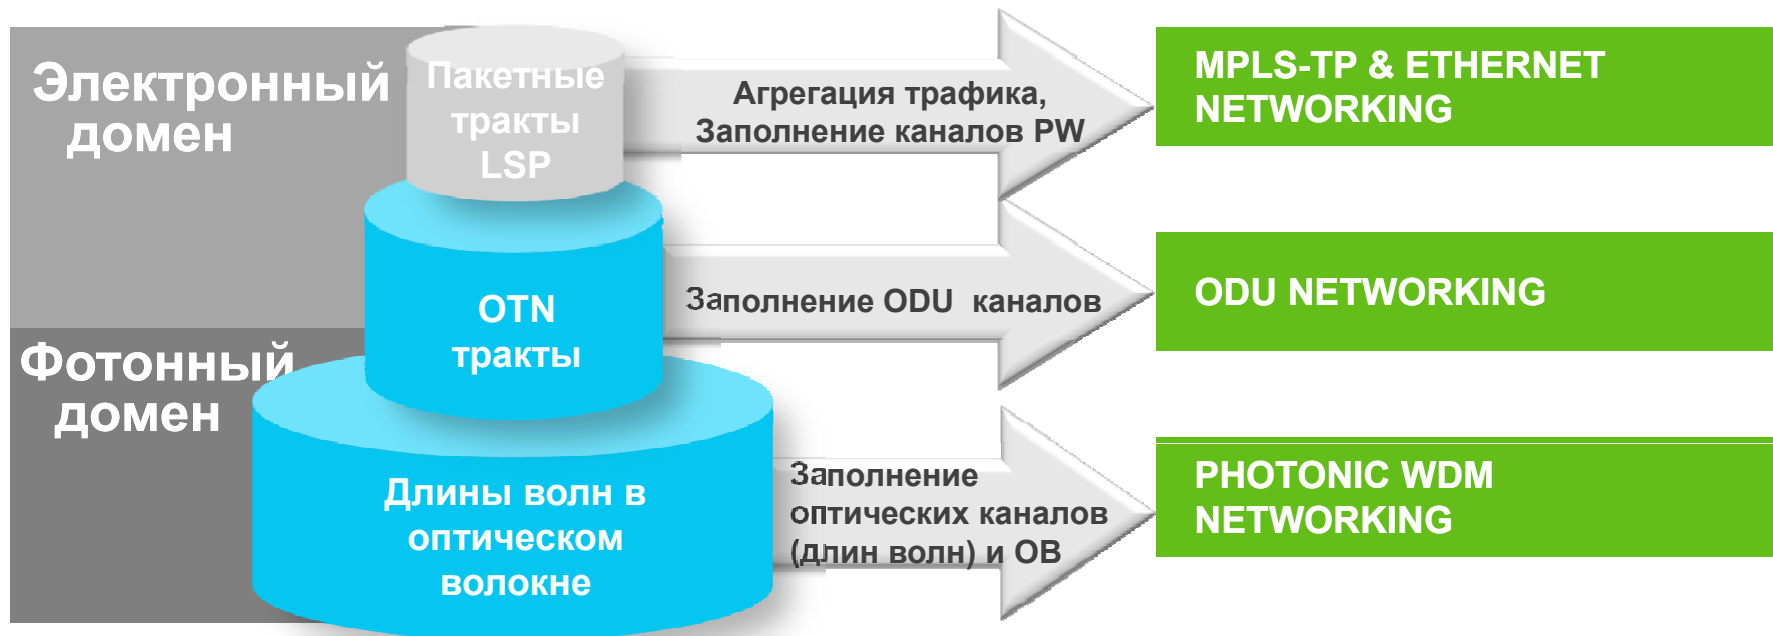 Электронный
домен
Пакетные
тракты
LSP
Агрегация трафика,
Заполнение каналов PW
MPLS-TP & ETHERNET
NETWORKING
OTN
тракты
Заполнение ODU каналов
ODU NETWORKING
Фотонный
домен
Длины волн в
оптическом
волокне
Заполнение
оптических каналов
(длин волн) и ОВ
PHOTONIC WDM
NETWORKING